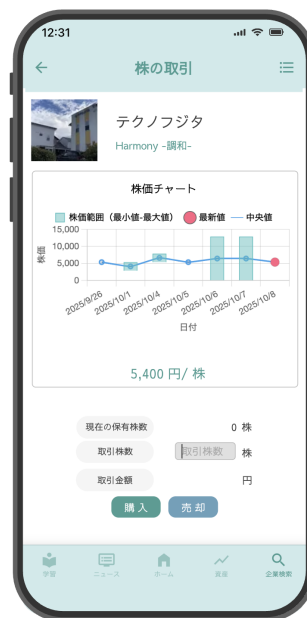 12:31
株の取引
テクノフジタ
Harmony -調和-
株価チャート
株価範囲（最小値-最大値） 最新値 中央値
株価
15,000
10,000
5,000
0
2025/9/26 2025/10/1 2025/10/4 2025/10/5 2025/10/6 2025/10/7 2025/10/8
日付
5,400 円/ 株
現在の保有株数 0 株
取引株数 取引株数 株
取引金額 円
購入 売却
学習 ニュース ホーム 資産 企業検索